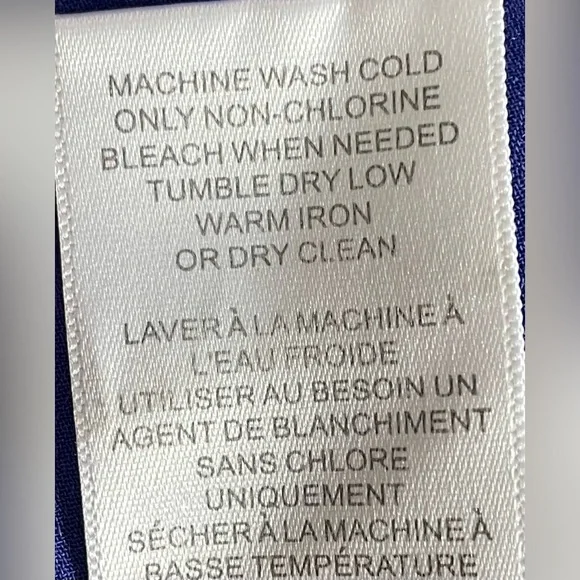 MACHINE WASH COLD
ONLY NON-CHLORINE
BLEACH WHEN NEEDED
TUMBLE DRY LOW
WARM IRON
OR DRY CLEAN
LAVER À LA MACHINE À
L'EAU FROIDE
UTILISER AU BESOIN UN
AGENT DE BLANCHIMENT
SANS CHLORE
UNIQUEMENT
SÉCHER À LA MACHINE À
BASSE TEMPÉRATURE